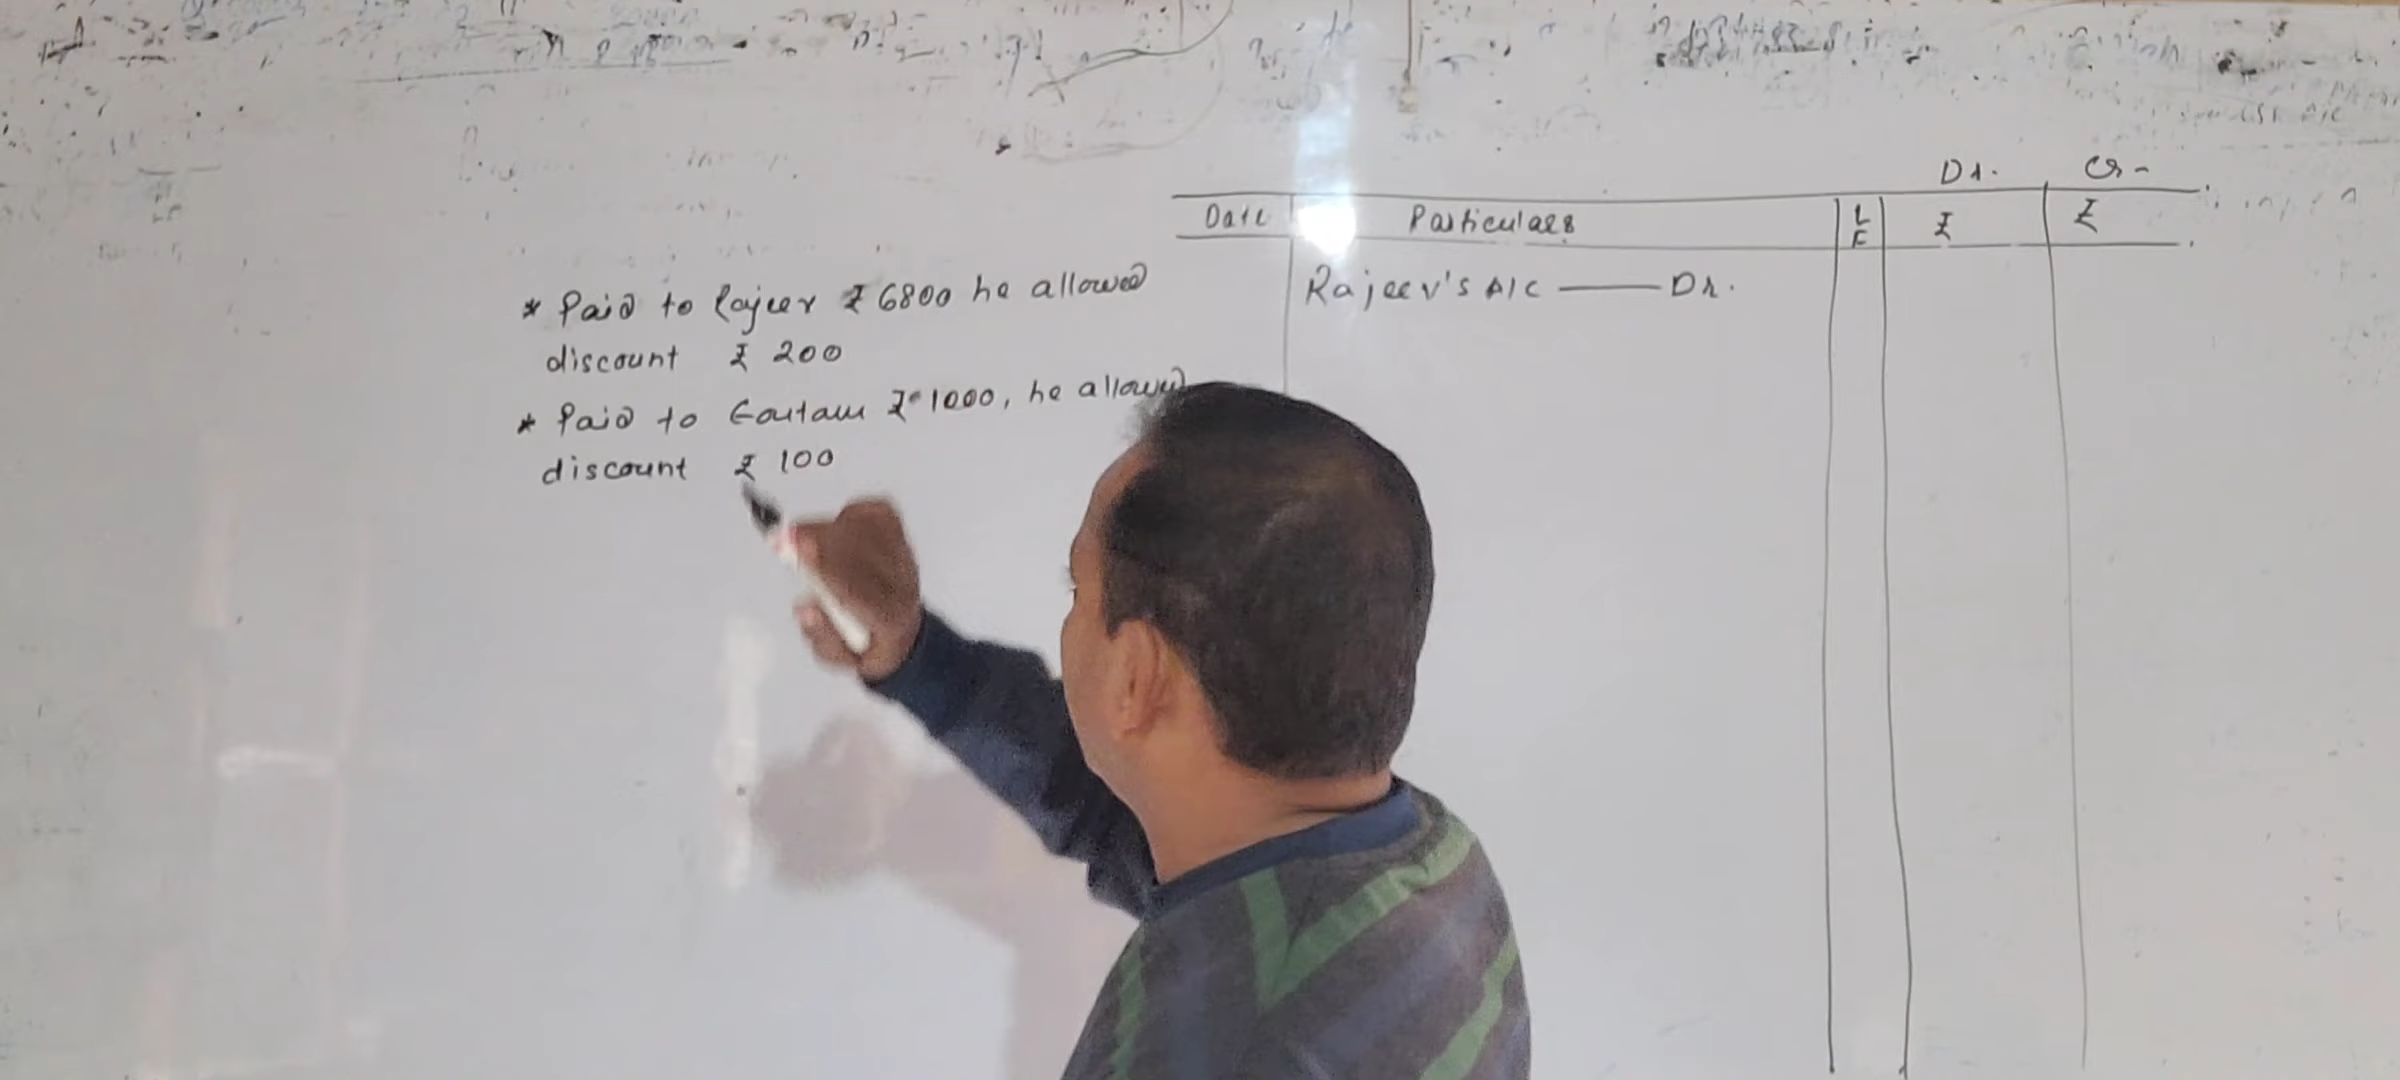 * Paid to Rajeev ₹ 6800 he allowed
discount ₹ 200
* Paid to Goutam ₹ 1000, he allowed
discount ₹ 100
Dr. Cr.
Date Particulars L F ₹ ₹
Rajeev's A/C —— Dr.